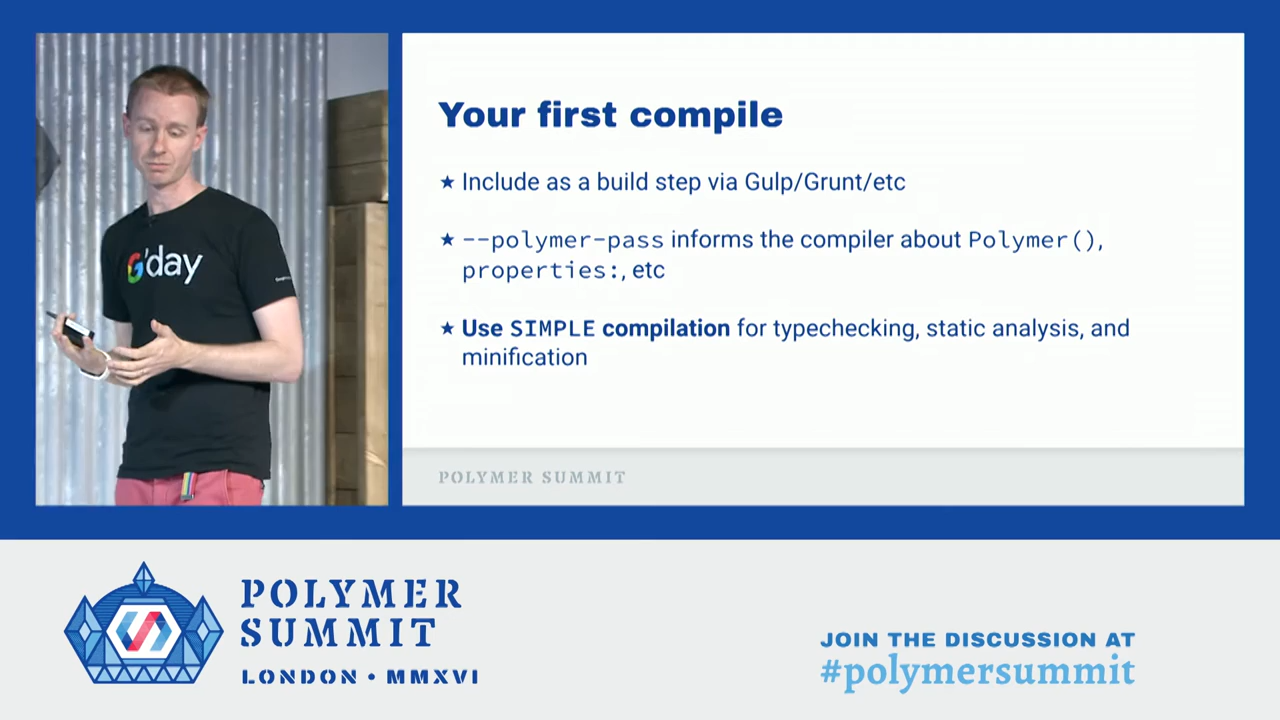 G'day
Your first compile
★ Include as a build step via Gulp/Grunt/etc
★ --polymer-pass informs the compiler about Polymer(),
properties:, etc
★ Use SIMPLE compilation for typechecking, static analysis, and
minification
POLYMER SUMMIT
POLYMER
SUMMIT
LONDON • MMXVI
JOIN THE DISCUSSION AT
#polymersummit